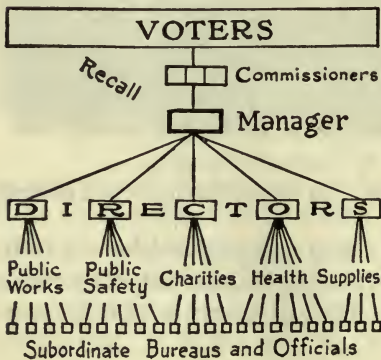 VOTERS
Recall
Commissioners
Manager
DIRECTORS
Public Works
Public Safety
Charities
Health
Supplies
Subordinate Bureaus and Officials